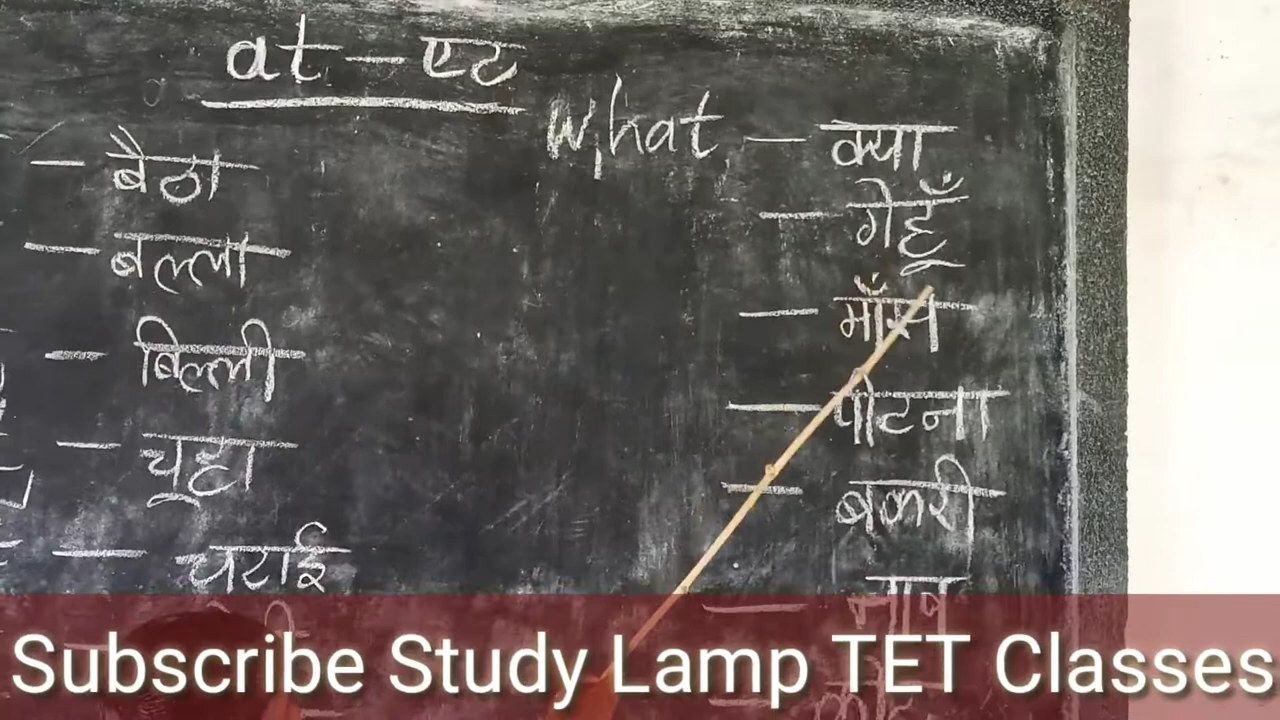 at – एट
– बैठा
– बल्ला
– बिल्ली
– चूहा
– चटाई
What – क्या
– गेहूँ
– माँस
– पीटना
– बकरी
– नाव
Subscribe Study Lamp TET Classes